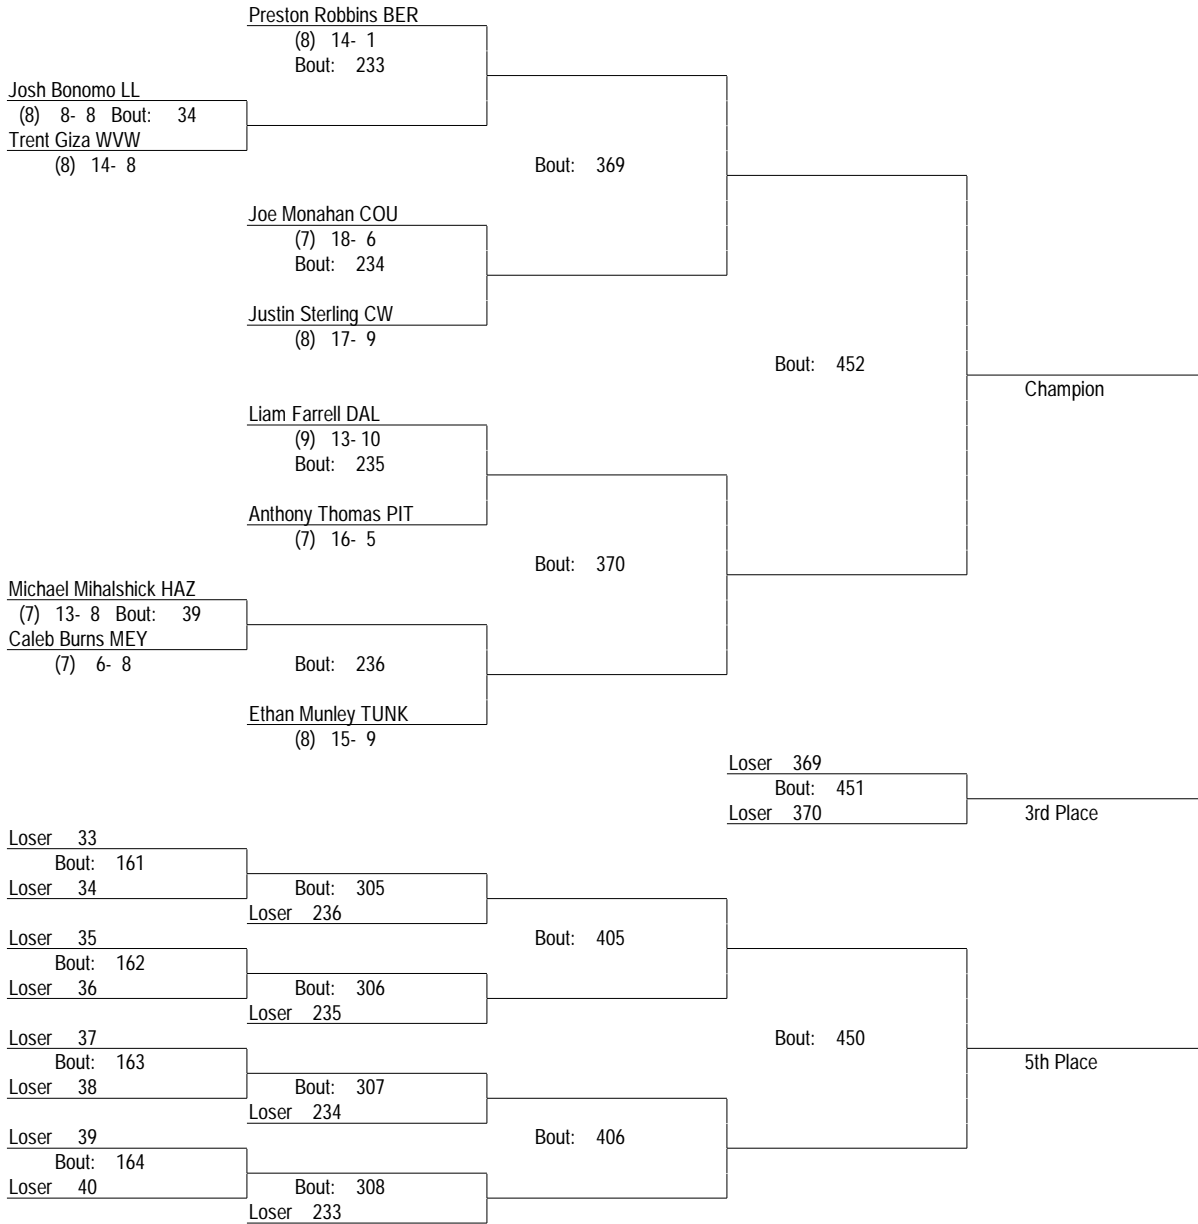 Preston Robbins BER
(8) 14- 1
Bout: 233
Josh Bonomo LL
(8) 8- 8 Bout: 34
Trent Giza WVW
(8) 14- 8
Bout: 369
Joe Monahan COU
(7) 18- 6
Bout: 234
Justin Sterling CW
(8) 17- 9
Bout: 452
Champion
Liam Farrell DAL
(9) 13- 10
Bout: 235
Anthony Thomas PIT
(7) 16- 5
Bout: 370
Michael Mihalshick HAZ
(7) 13- 8 Bout: 39
Caleb Burns MEY
(7) 6- 8
Bout: 236
Ethan Munley TUNK
(8) 15- 9
Loser 369
Bout: 451
Loser 370
3rd Place
Loser 33
Bout: 161
Loser 34
Bout: 305
Loser 236
Bout: 405
Loser 35
Bout: 162
Loser 36
Bout: 306
Loser 235
Bout: 450
5th Place
Loser 37
Bout: 163
Loser 38
Bout: 307
Loser 234
Bout: 406
Loser 39
Bout: 164
Loser 40
Bout: 308
Loser 233